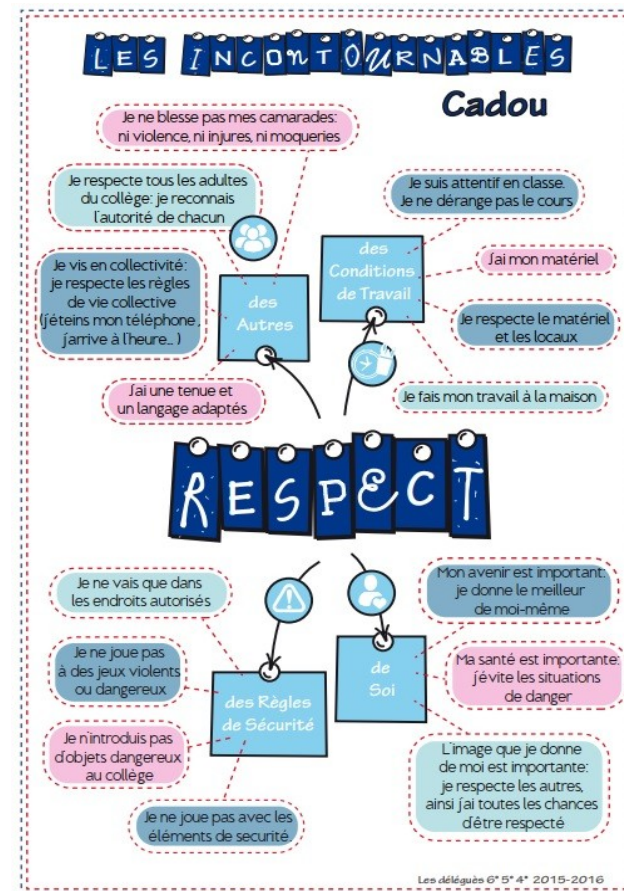 LES INCONTOURNABLES
Cadou
Je ne blesse pas mes camarades:
ni violence, ni injures, ni moqueries
Je respecte tous les adultes
du collège: je reconnais
l'autorité de chacun
Je vis en collectivité:
je respecte les règles
de vie collective
(j'éteins mon téléphone,
j'arrive à l'heure... )
J'ai une tenue et
un langage adaptés
des
Autres
des
Conditions
de Travail
Je suis attentif en classe.
Je ne dérange pas le cours
J'ai mon matériel
Je respecte le matériel
et les locaux
Je fais mon travail à la maison
RESPECT
Je ne vais que dans
les endroits autorisés
Je ne joue pas
à des jeux violents
ou dangereux
Je n'introduis pas
d'objets dangereux
au collège
Je ne joue pas avec les
éléments de securité.
des Règles
de Sécurité
de
Soi
Mon avenir est important:
je donne le meilleur
de moi-même
Ma santé est importante:
j'évite les situations
de danger
L'image que je donne
de moi est importante:
je respecte les autres,
ainsi j'ai toutes les chances
d'être respecté
Les délégués 6° 5° 4° 2015-2016